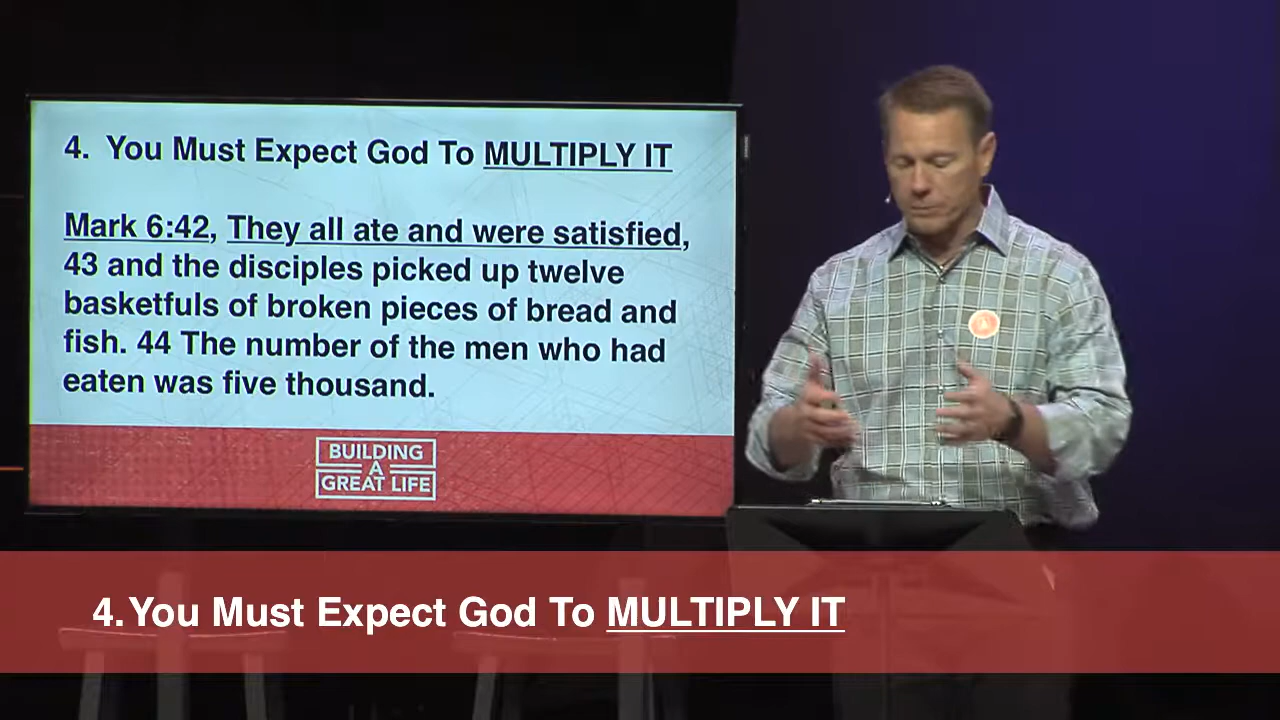 4. You Must Expect God To MULTIPLY IT
Mark 6:42, They all ate and were satisfied,
43 and the disciples picked up twelve
basketfuls of broken pieces of bread and
fish. 44 The number of the men who had
eaten was five thousand.
BUILDING
A
GREAT LIFE
4. You Must Expect God To MULTIPLY IT